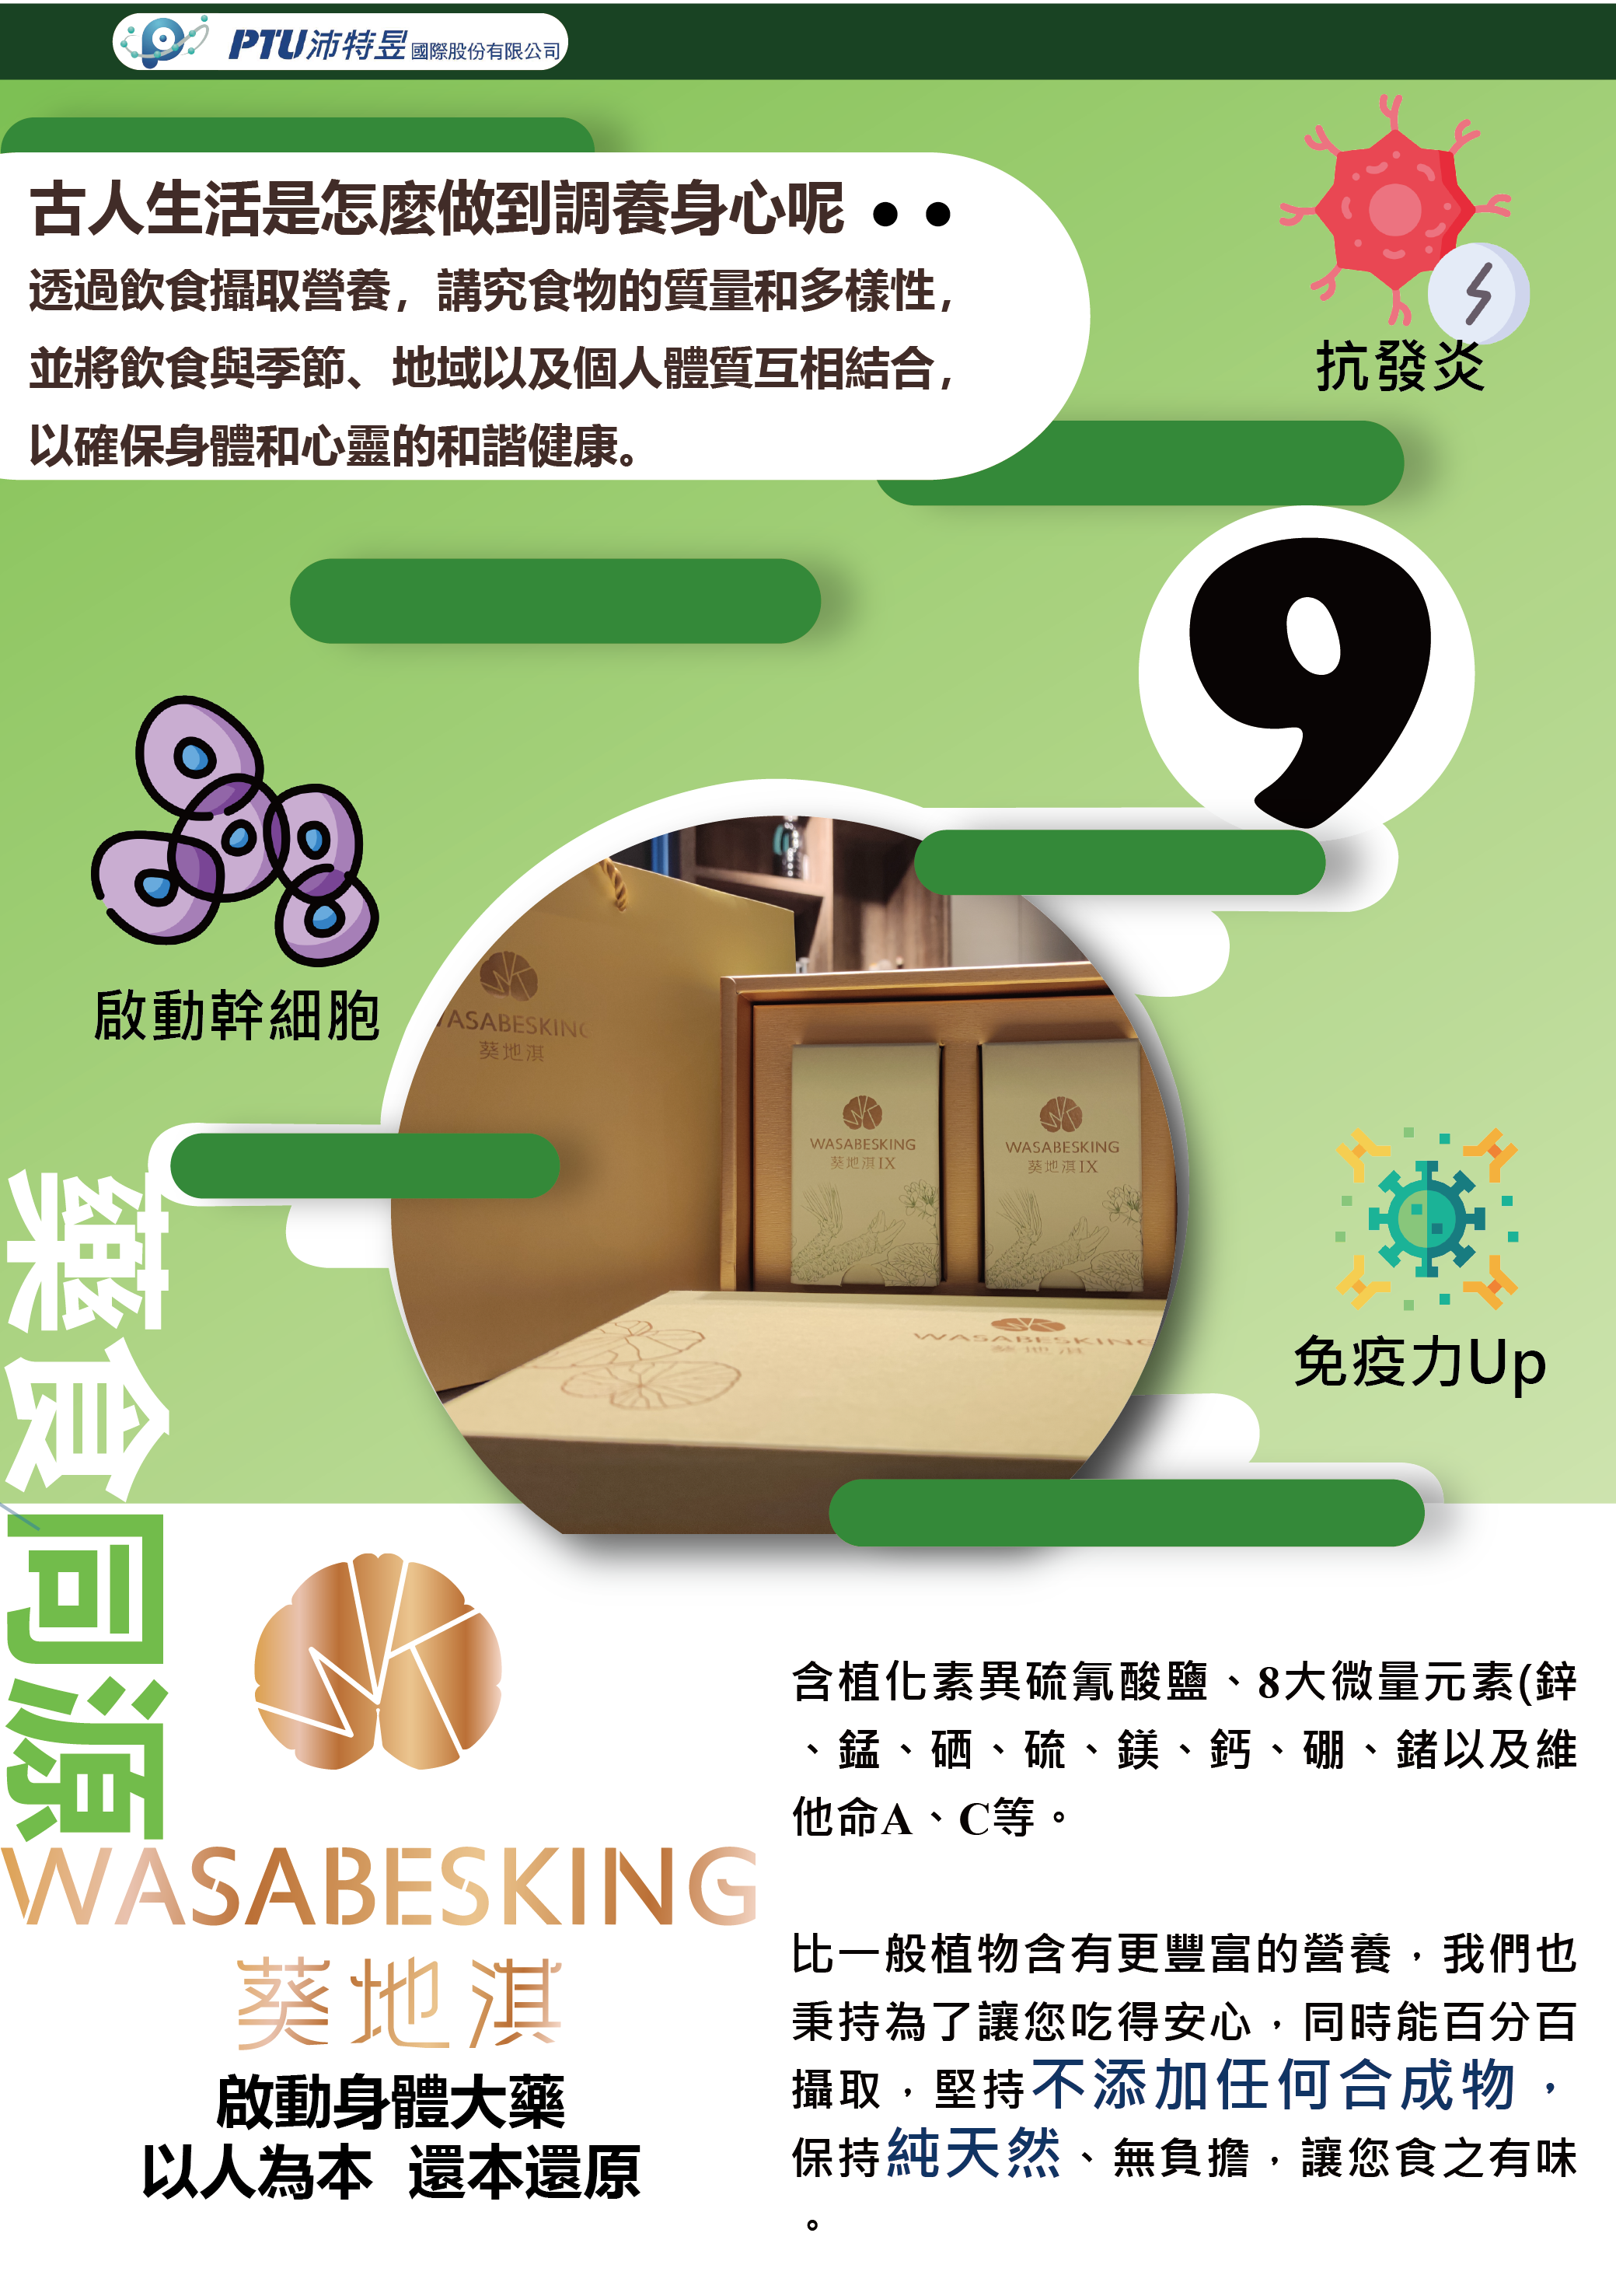 PTU沛特昱國際股份有限公司
古人生活是怎麼做到調養身心呢 ● ●
透過飲食攝取營養，講究食物的質量和多樣性，
並將飲食與季節、地域以及個人體質互相結合，
以確保身體和心靈的和諧健康。
抗發炎
9
啟動幹細胞
WASABESKING
葵地淇
WASABESKING
葵地淇IX
WASABESKING
葵地淇IX
WASABESKING
葵地淇
免疫力Up
藥食同源
WASABESKING
葵地淇
啟動身體大藥
以人為本 還本還原
含植化素異硫氰酸鹽、8大微量元素(鋅
、錳、硒、硫、鎂、鈣、硼、鍺以及維
他命A、C等。
比一般植物含有更豐富的營養，我們也
秉持為了讓您吃得安心，同時能百分百
攝取，堅持不添加任何合成物，
保持純天然、無負擔，讓您食之有味
。